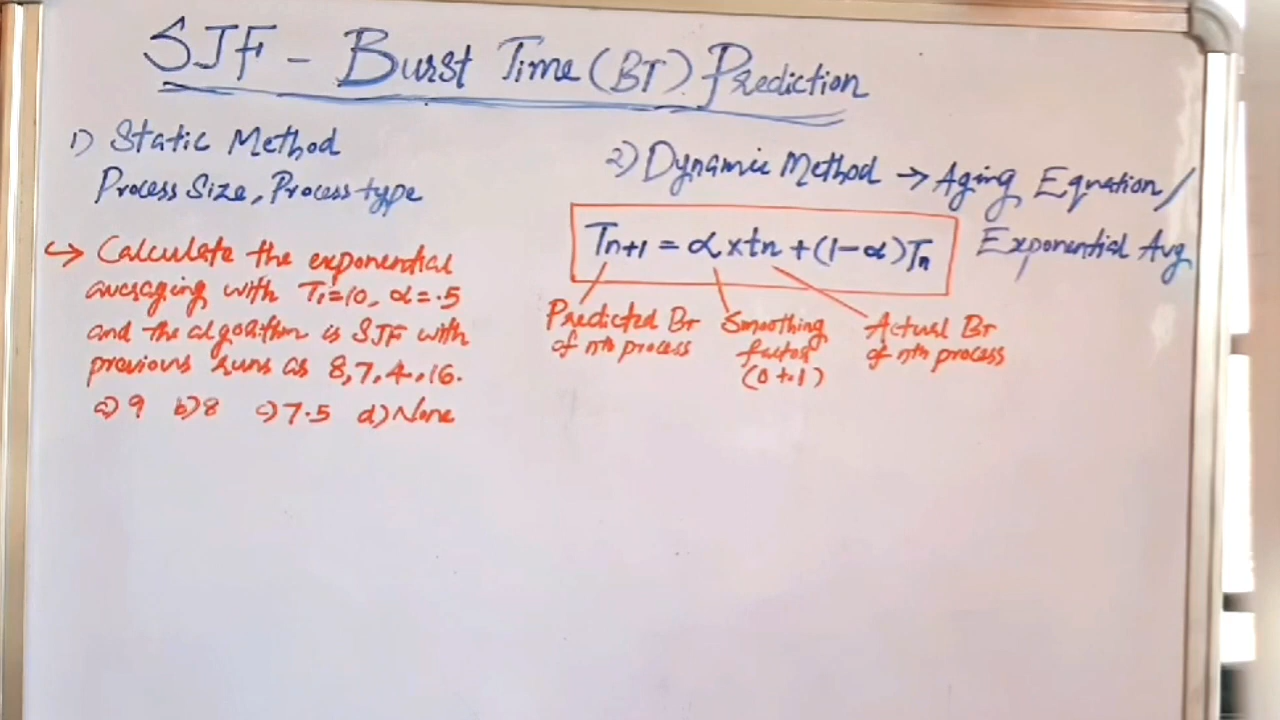 SJF - Burst Time (BT) Prediction
1) Static Method
Process Size, Process type
↪ Calculate the exponential
averaging with T1=10, α=.5
and the algorithm is SJF with
previous runs as 8, 7, 4, 16.
a) 9 b) 8 c) 7.5 d) None
2) Dynamic Method → Aging Equation/
Exponential Avg
Tn+1 = α x tn + (1-α) Tn
Predicted BT
of nth process
Smoothing
factor
(0 to 1)
Actual BT
of nth process